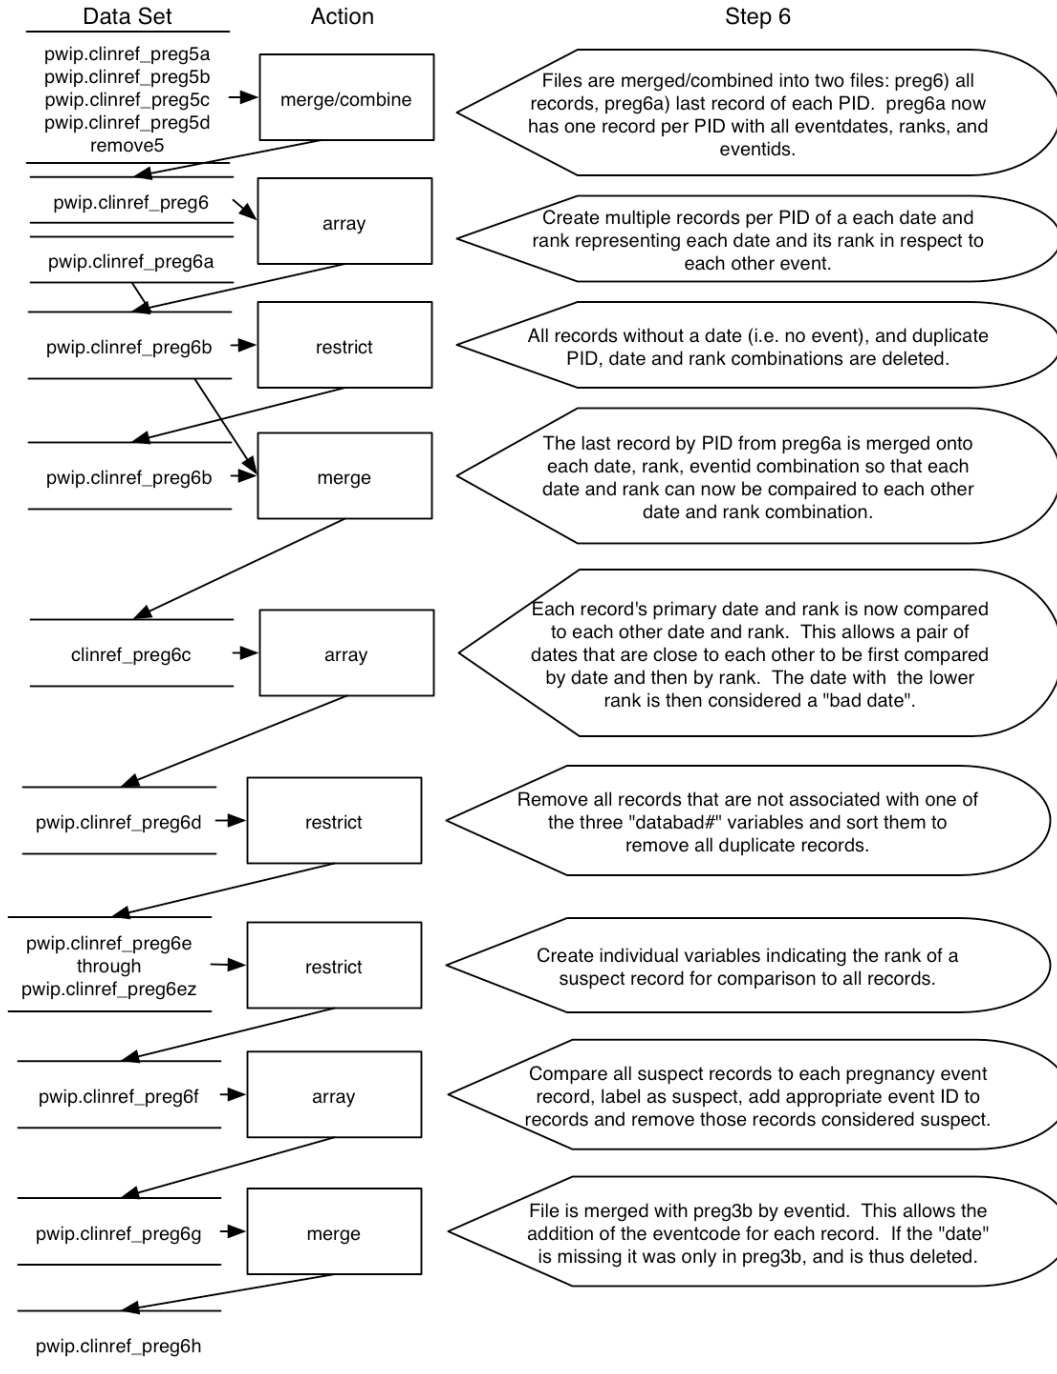 Data Set
Action
Step 6
pwip.clinref_preg5a
pwip.clinref_preg5b
pwip.clinref_preg5c
pwip.clinref_preg5d
remove5
merge/combine
Files are merged/combined into two files: preg6) all
records, preg6a) last record of each PID.  preg6a now
has one record per PID with all eventdates, ranks, and
eventids.
pwip.clinref_preg6
pwip.clinref_preg6a
array
Create multiple records per PID of a each date and
rank representing each date and its rank in respect to
each other event.
pwip.clinref_preg6b
restrict
All records without a date (i.e. no event), and duplicate
PID, date and rank combinations are deleted.
pwip.clinref_preg6b
merge
The last record by PID from preg6a is merged onto
each date, rank, eventid combination so that each
date and rank can now be compaired to each other
date and rank combination.
clinref_preg6c
array
Each record's primary date and rank is now compared
to each other date and rank.  This allows a pair of
dates that are close to each other to be first compared
by date and then by rank.  The date with  the lower
rank is then considered a "bad date".
pwip.clinref_preg6d
restrict
Remove all records that are not associated with one of
the three "databad#" variables and sort them to
remove all duplicate records.
pwip.clinref_preg6e
through
pwip.clinref_preg6ez
restrict
Create individual variables indicating the rank of a
suspect record for comparison to all records.
pwip.clinref_preg6f
array
Compare all suspect records to each pregnancy event
record, label as suspect, add appropriate event ID to
records and remove those records considered suspect.
pwip.clinref_preg6g
merge
File is merged with preg3b by eventid.  This allows the
addition of the eventcode for each record.  If the "date"
is missing it was only in preg3b, and is thus deleted.
pwip.clinref_preg6h